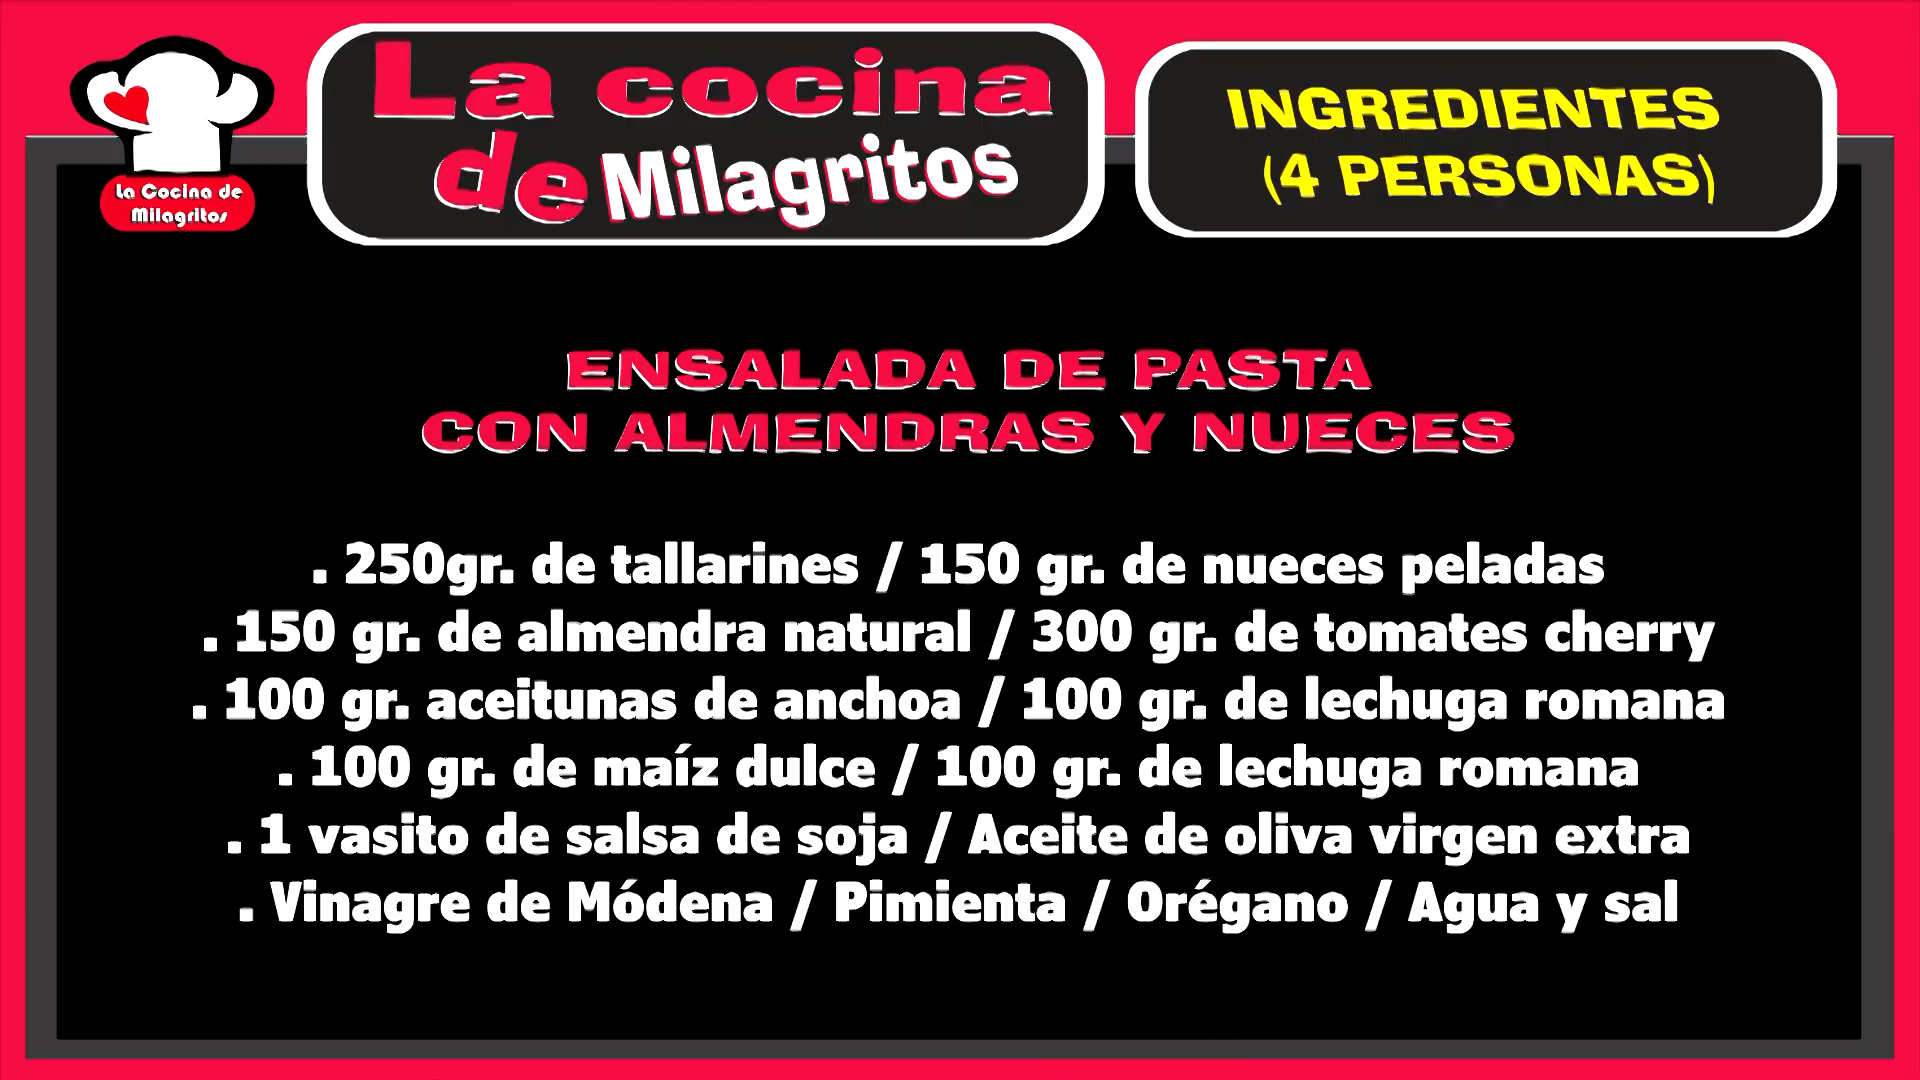 La Cocina de
Milagritos
La cocina
de Milagritos
INGREDIENTES
(4 PERSONAS)
ENSALADA DE PASTA
CON ALMENDRAS Y NUECES
. 250gr. de tallarines / 150 gr. de nueces peladas
. 150 gr. de almendra natural / 300 gr. de tomates cherry
. 100 gr. aceitunas de anchoa / 100 gr. de lechuga romana
. 100 gr. de maíz dulce / 100 gr. de lechuga romana
. 1 vasito de salsa de soja / Aceite de oliva virgen extra
. Vinagre de Módena / Pimienta / Orégano / Agua y sal